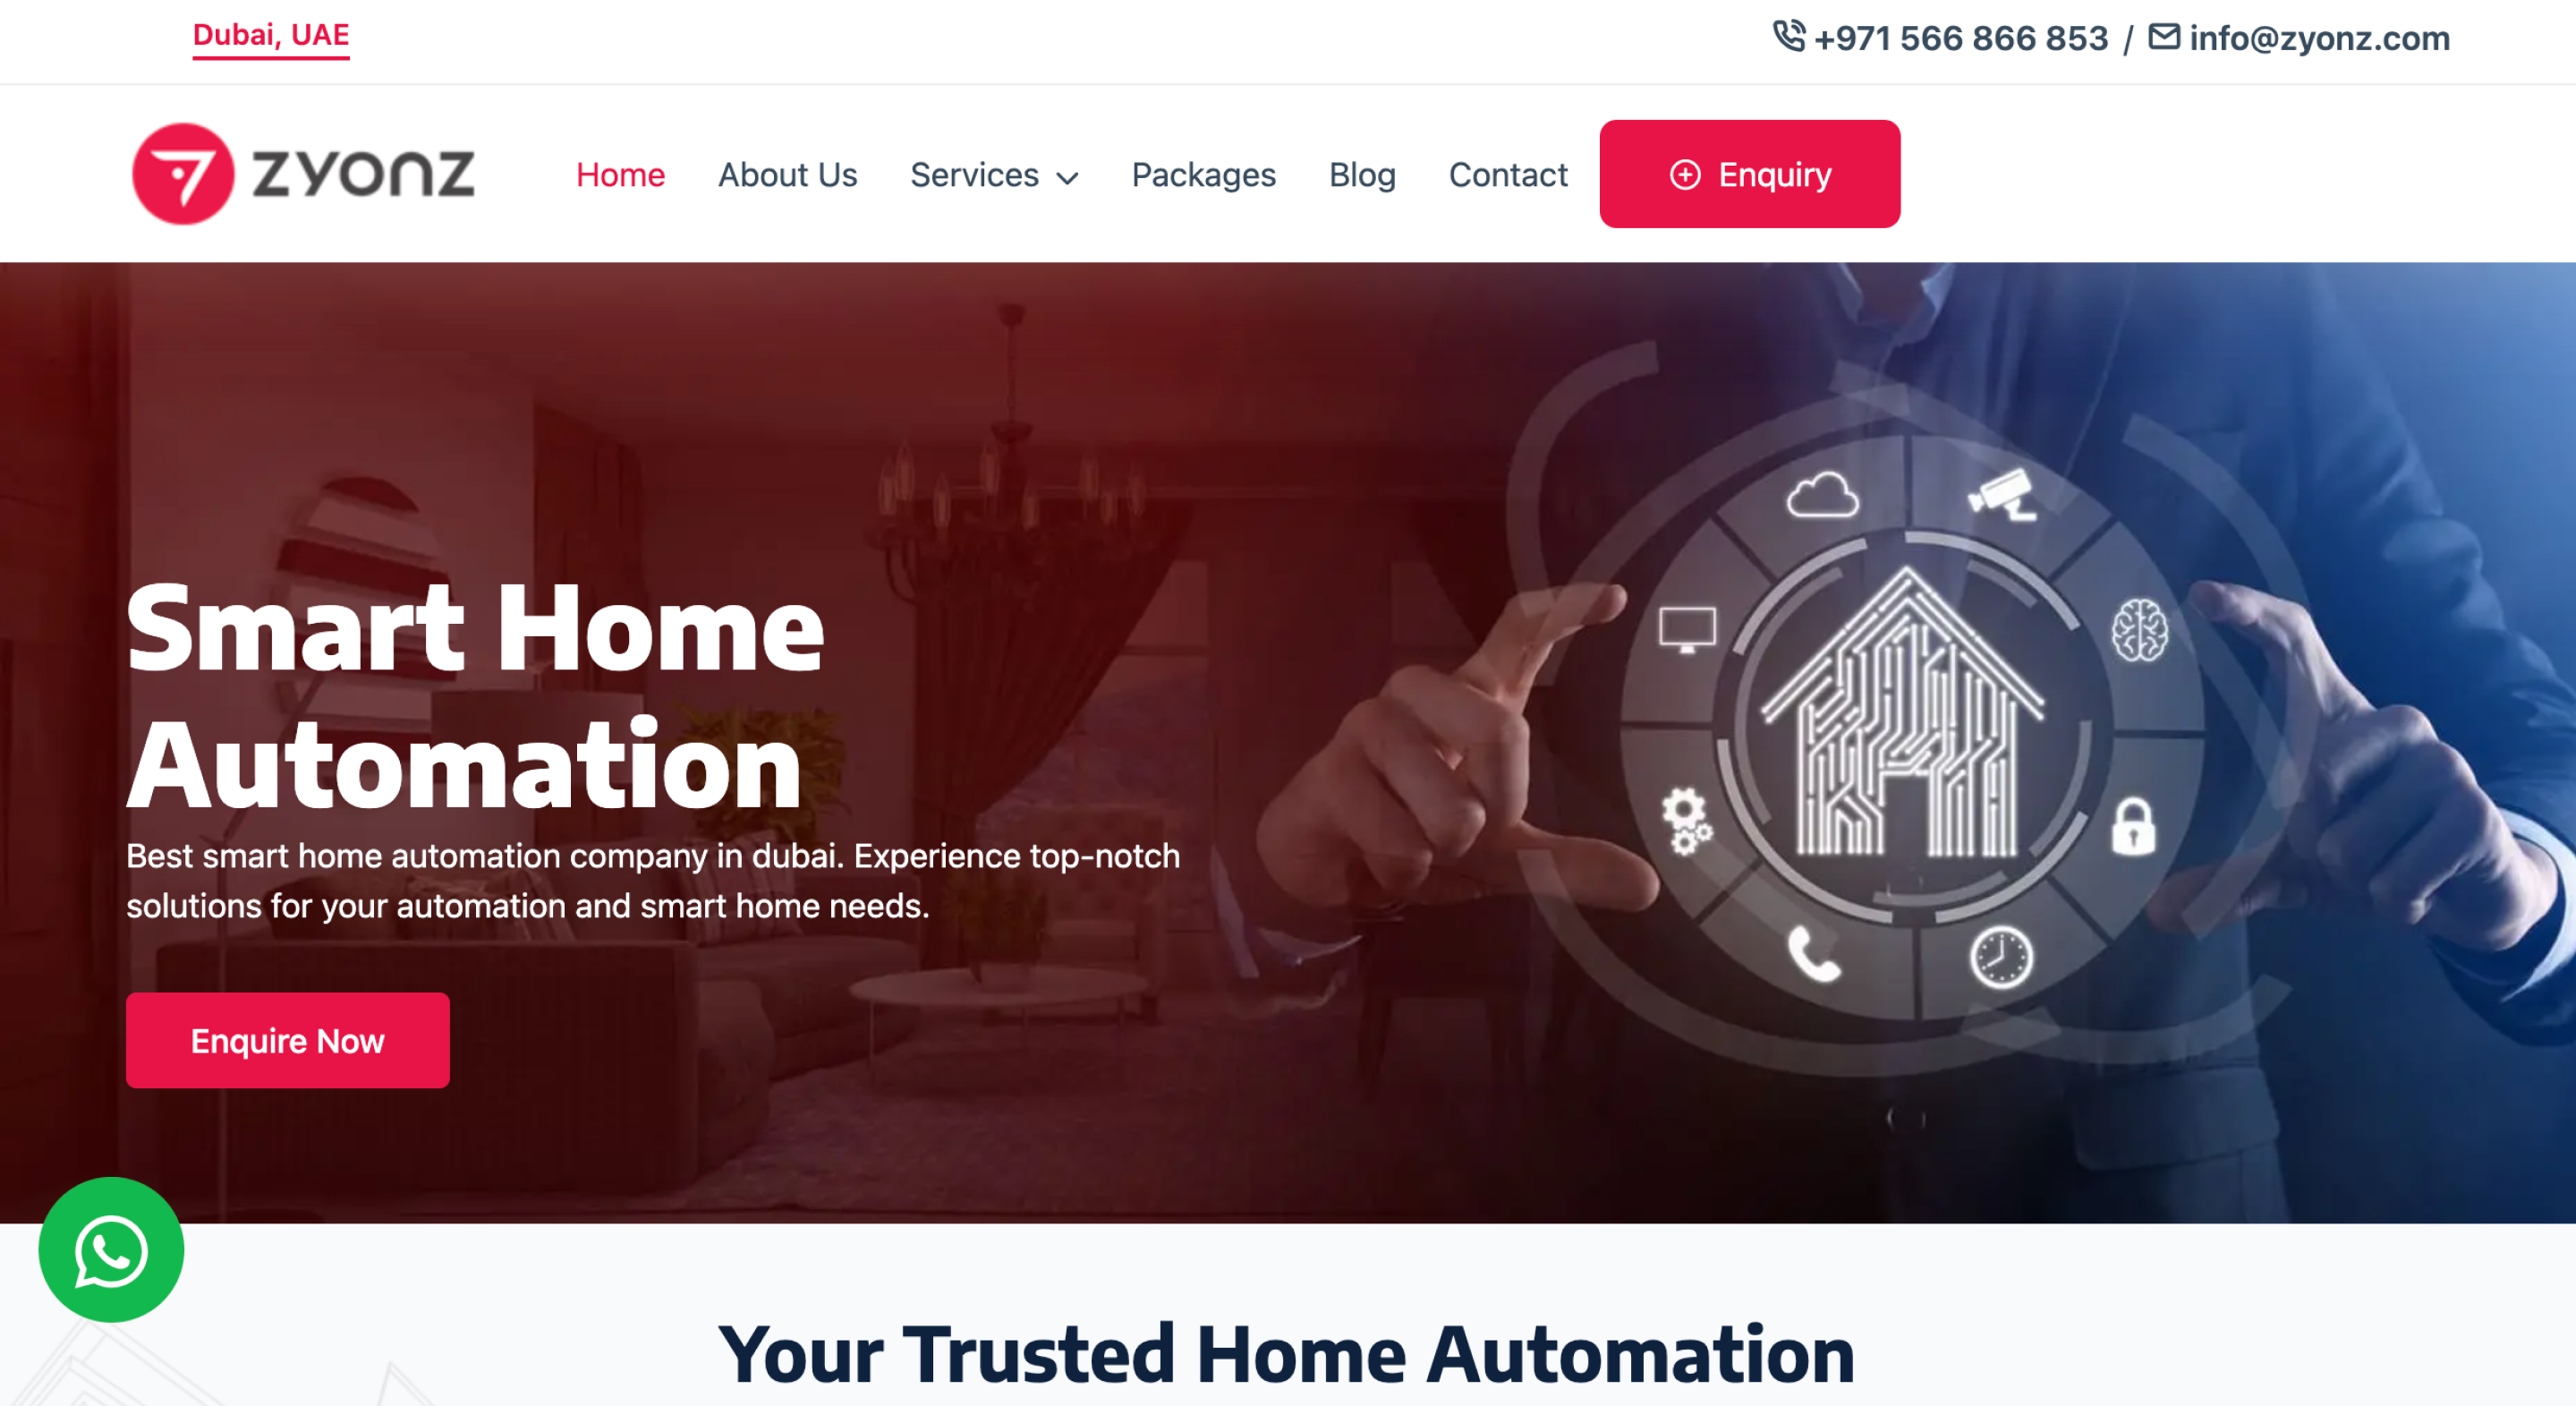 Dubai, UAE
+971 566 866 853 / info@zyonz.com
zyonz
Home About Us Services Packages Blog Contact Enquiry
Smart Home
Automation
Best smart home automation company in dubai. Experience top-notch
solutions for your automation and smart home needs.
Enquire Now
Your Trusted Home Automation